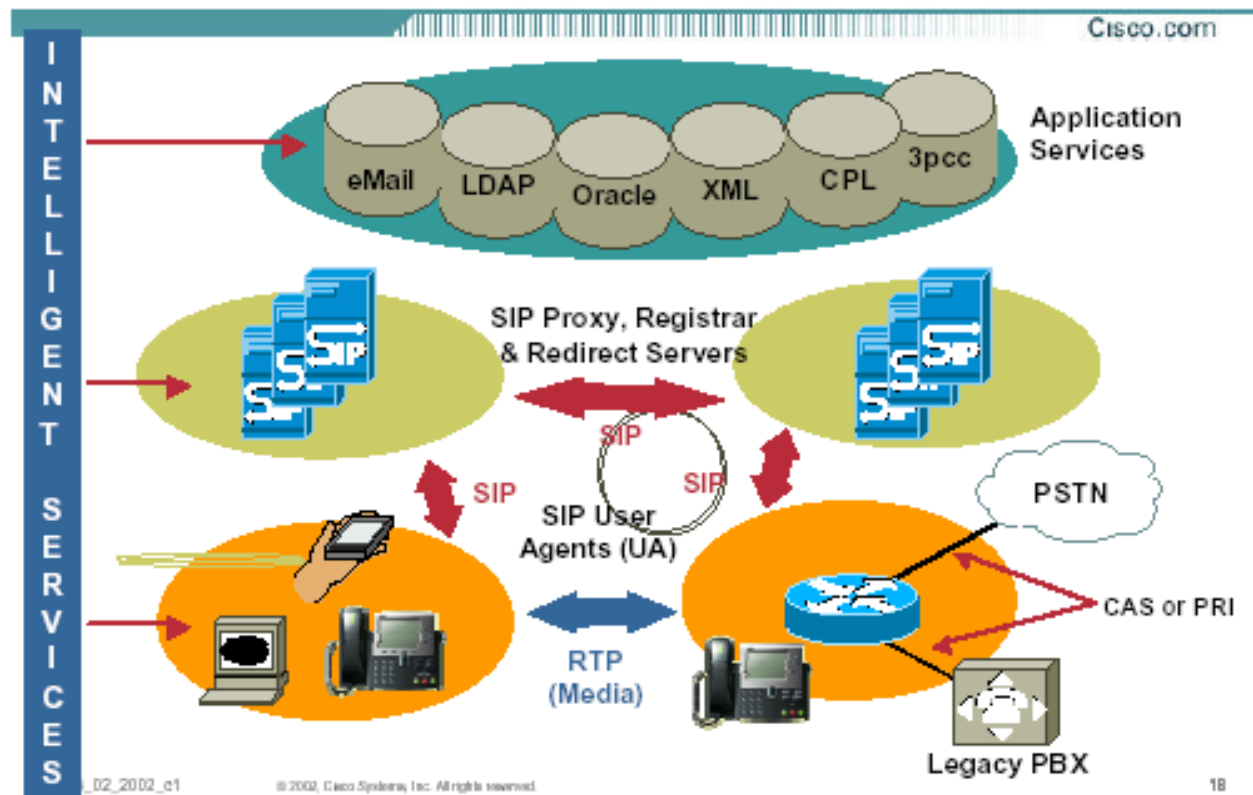 Cisco.com
INTELLIGENT SERVICES
Application
Services
eMail
LDAP
Oracle
XML
CPL
3pcc
SIP Proxy, Registrar
& Redirect Servers
SIP
SIP
SIP
SIP
SIP
SIP User
Agents (UA)
PSTN
CAS or PRI
RTP
(Media)
Legacy PBX
_02_2002_c1
© 2002, Cisco Systems, Inc. All rights reserved.
18